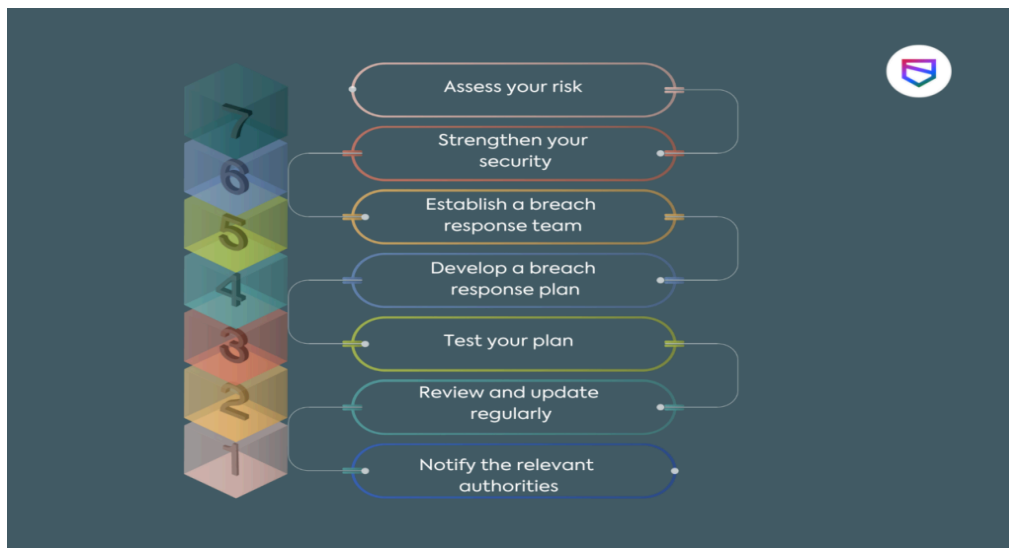 7
6
5
4
3
2
1
Assess your risk
Strengthen your
security
Establish a breach
response team
Develop a breach
response plan
Test your plan
Review and update
regularly
Notify the relevant
authorities